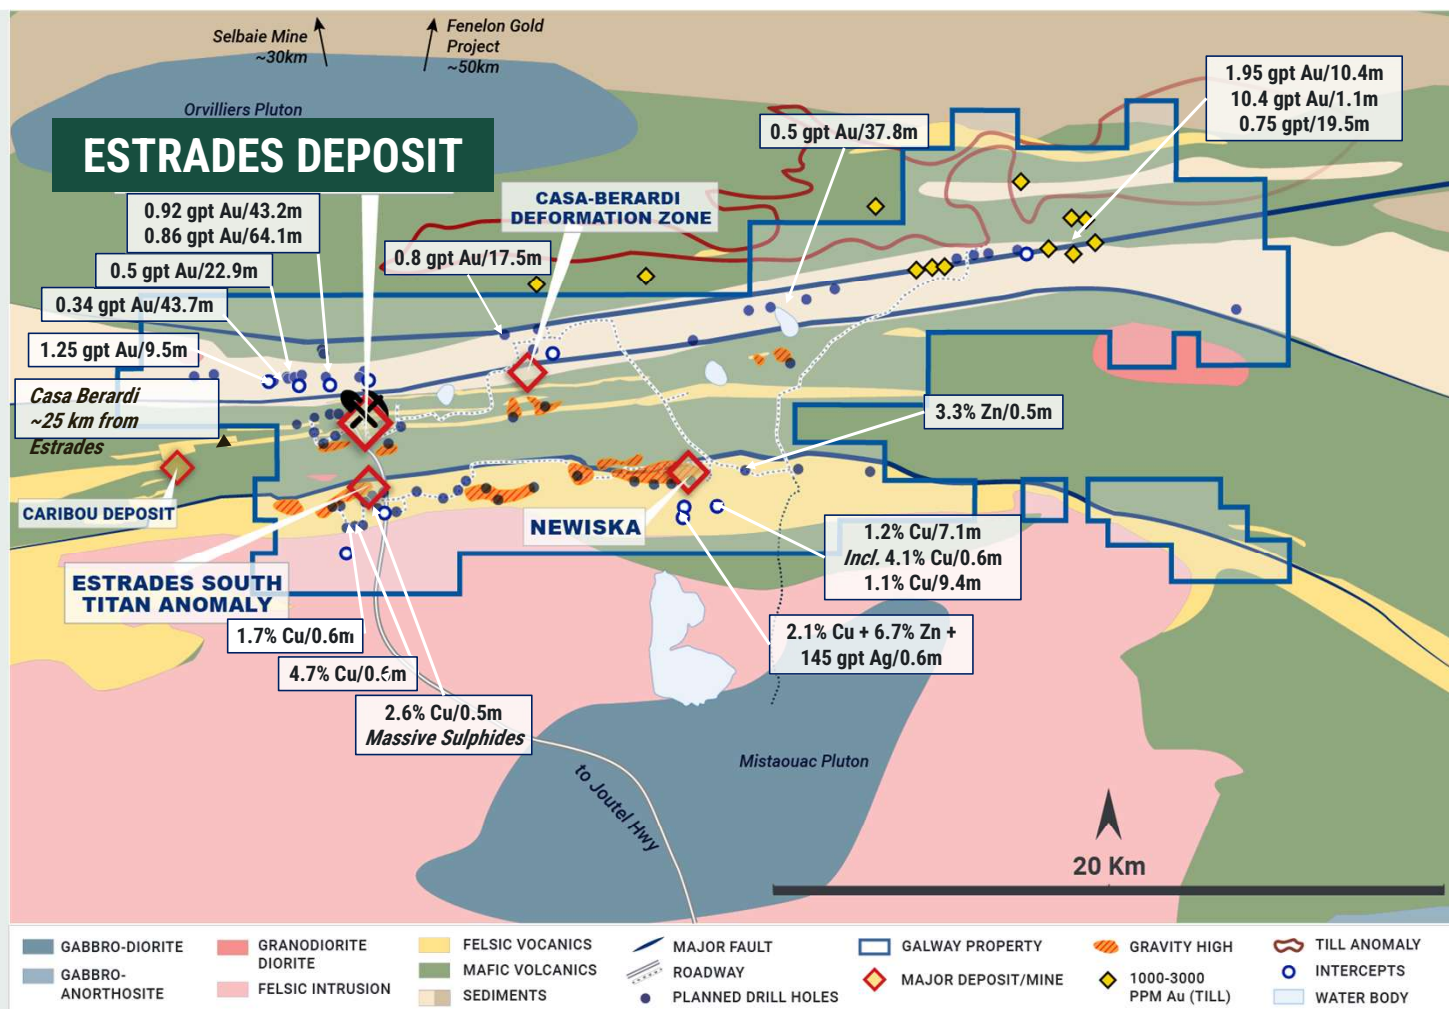 Selbaie Mine
~30km
Fenelon Gold
Project
~50km
Orvilliers Pluton
ESTRADES DEPOSIT
1.95 gpt Au/10.4m
10.4 gpt Au/1.1m
0.75 gpt/19.5m
0.5 gpt Au/37.8m
CASA-BERARDI
DEFORMATION ZONE
0.92 gpt Au/43.2m
0.86 gpt Au/64.1m
0.8 gpt Au/17.5m
0.5 gpt Au/22.9m
0.34 gpt Au/43.7m
1.25 gpt Au/9.5m
Casa Berardi
~25 km from
Estrades
3.3% Zn/0.5m
CARIBOU DEPOSIT
NEWISKA
1.2% Cu/7.1m
Incl. 4.1% Cu/0.6m
1.1% Cu/9.4m
ESTRADES SOUTH
TITAN ANOMALY
2.1% Cu + 6.7% Zn +
145 gpt Ag/0.6m
1.7% Cu/0.6m
4.7% Cu/0.6m
2.6% Cu/0.5m
Massive Sulphides
Mistaouac Pluton
to Joutel Hwy
20 Km
GABBRO-DIORITE
GABBRO-
ANORTHOSITE
GRANODIORITE
DIORITE
FELSIC INTRUSION
FELSIC VOCANICS
MAFIC VOLCANICS
SEDIMENTS
MAJOR FAULT
ROADWAY
PLANNED DRILL HOLES
GALWAY PROPERTY
MAJOR DEPOSIT/MINE
GRAVITY HIGH
1000-3000
PPM Au (TILL)
TILL ANOMALY
INTERCEPTS
WATER BODY